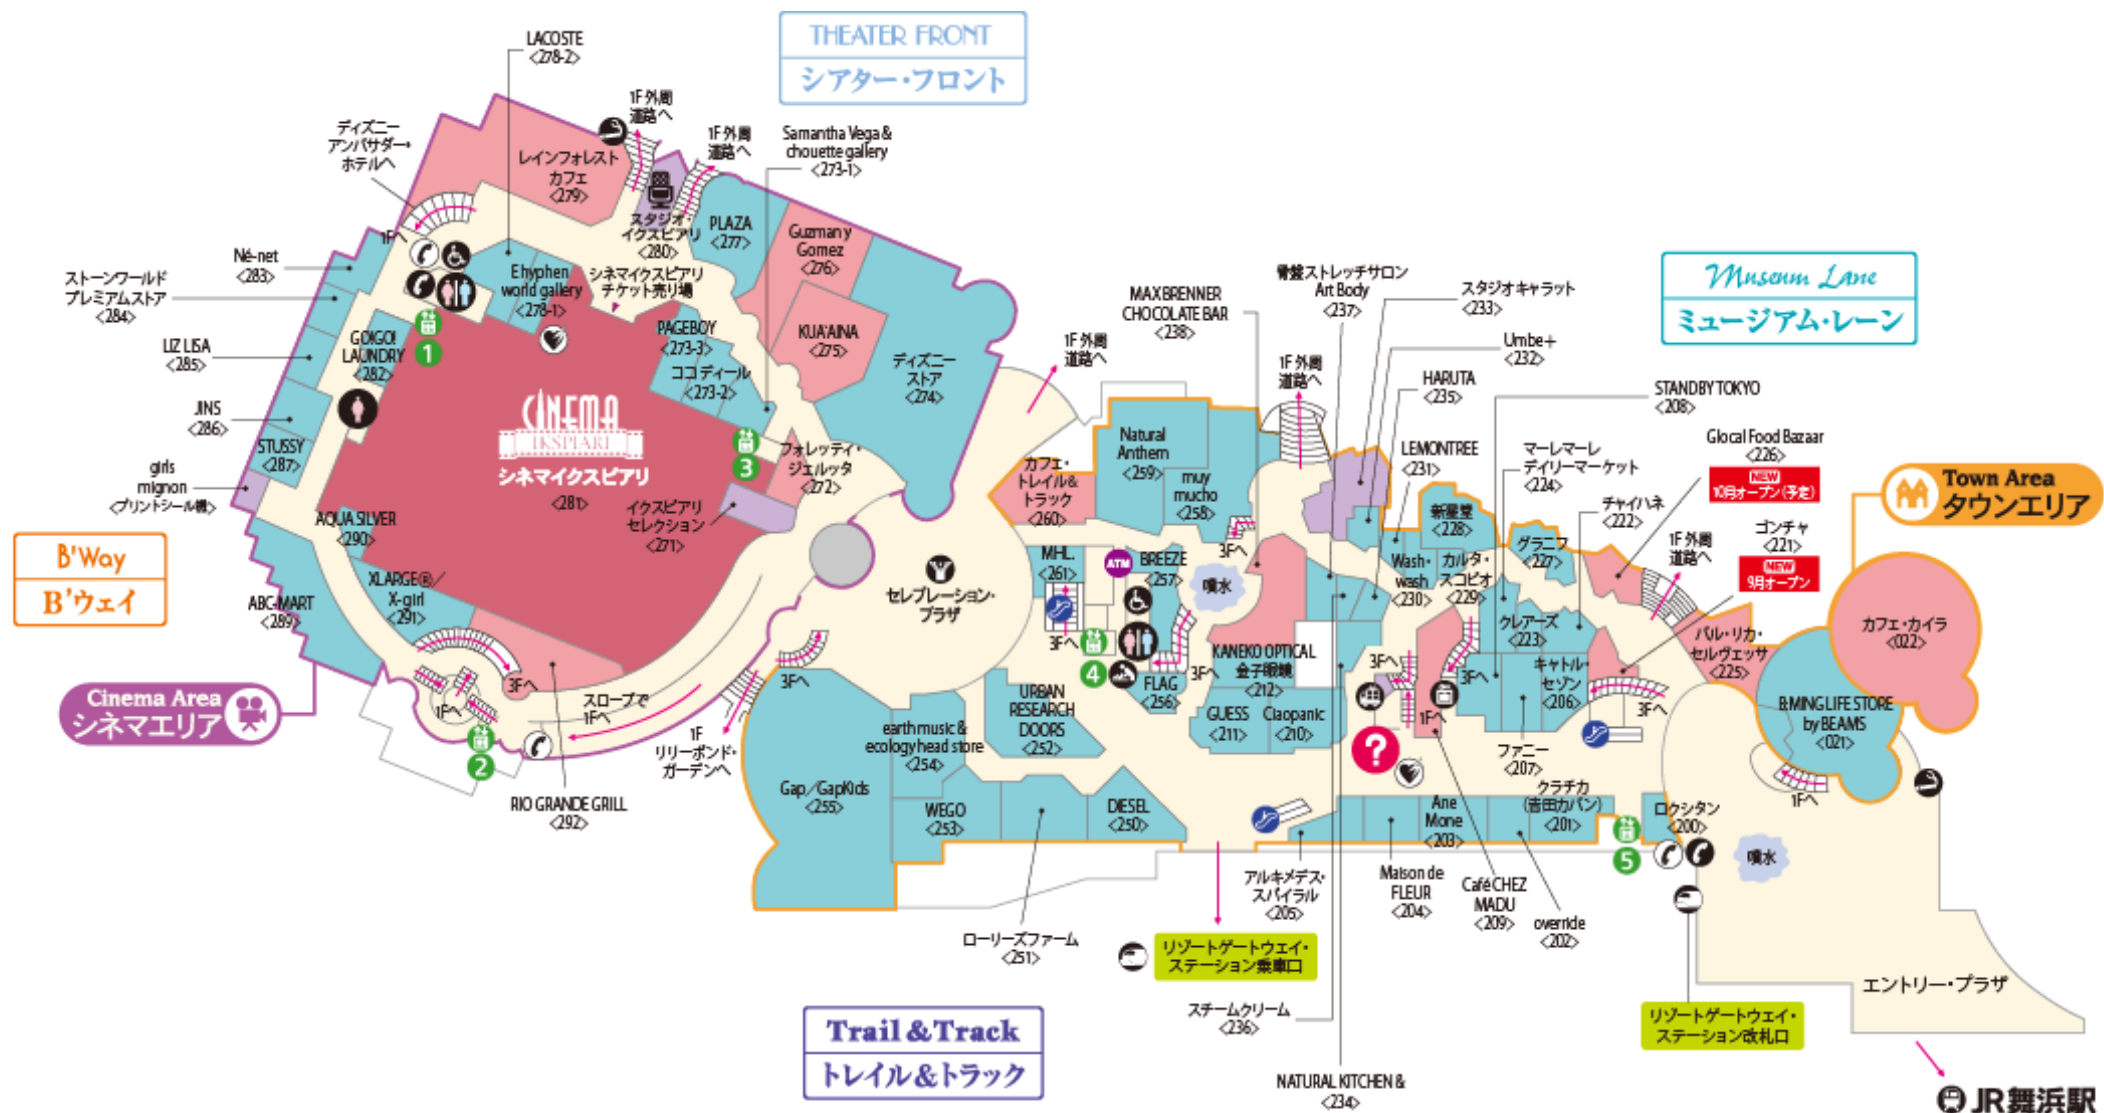 THEATER FRONT
シアター・フロント
LACOSTE
<278-2>
ディズニー
アンバサダー・
ホテルへ
1F外周
道路へ
1F外周
道路へ
Samantha Vega &
chouette gallery
<273-1>
レインフォレスト
カフェ
<279>
スタジオ・
イクスピアリ
<280>
PLAZA
<277>
Guzman y
Gomez
<276>
1Fへ
Né-net
<283>
ストーンワールド
プレミアムストア
<284>
LIZ LISA
<285>
JINS
<286>
STUSSY
<287>
girls
mignon
<プリントシール機>
GO!GO!
LAUNDRY
<282>
1
E hyphen
world gallery
<278-1>
シネマイクスピアリ
チケット売り場
PAGEBOY
<273-3>
ココ ディール
<273-2>
KUA'AINA
<275>
ディズニー
ストア
<274>
CINEMA
IKSPIARI
シネマイクスピアリ
<281>
3
フォレッティ・
ジェルッタ
<272>
イクスピアリ
セレクション
<271>
AQUA SILVER
<290>
XLARGE®/
X-girl
<291>
ABC-MART
<289>
B'Way
B'ウェイ
Cinema Area
シネマエリア
3Fへ
1Fへ
2
スロープで
1Fへ
RIO GRANDE GRILL
<292>
1F
リリーポンド・
ガーデンへ
3Fへ
セレブレーション・
プラザ
1F外周
道路へ
MAX BRENNER
CHOCOLATE BAR
<238>
骨盤ストレッチサロン
Art Body
<237>
スタジオキャラット
<233>
Umbe+
<232>
HARUTA
<235>
1F外周
道路へ
Museum Lane
ミュージアム・レーン
STANDBY TOKYO
<208>
LEMONTREE
<231>
マーレマーレ
デイリーマーケット
<224>
Glocal Food Bazaar
<226>
NEW
10月オープン(予定)
チャイハネ
<222>
ゴンチャ
<221>
NEW
9月オープン
1F外周
道路へ
Town Area
タウンエリア
カフェ・トレイル&
トラック
<260>
Natural
Anthem
<259>
muy
mucho
<258>
3Fへ
MHL.
<261>
ATM
BREEZE
<257>
噴水
3Fへ
4
FLAG
<256>
3Fへ
新星堂
<228>
Wash・
wash
<230>
カルタ・
スコピオ
<229>
グラニフ
<227>
クレアーズ
<223>
キャトル・
セゾン
<206>
バル・リカ・
セルヴェッサ
<225>
カフェ・カイラ
<022>
B:MING LIFE STORE
by BEAMS
<021>
KANEKO OPTICAL
金子眼鏡
<212>
GUESS
<211>
Ciaopanic
<210>
3Fへ
1Fへ
?
ファニー
<207>
3Fへ
1Fへ
URBAN
RESEARCH
DOORS
<252>
earth music &
ecology head store
<254>
Gap/GapKids
<255>
WEGO
<253>
DIESEL
<250>
ローリーズファーム
<251>
Ane
Mone
<203>
クラチカ
(吉田カバン)
<201>
ロクシタン
<200>
5
噴水
アルキメデス・
スパイラル
<205>
Maison de
FLEUR
<204>
Café CHEZ
MADU
<209>
override
<202>
リゾートゲートウェイ・
ステーション乗車口
スチームクリーム
<236>
NATURAL KITCHEN &
<234>
リゾートゲートウェイ・
ステーション改札口
エントリー・プラザ
JR舞浜駅
Trail&Track
トレイル&トラック